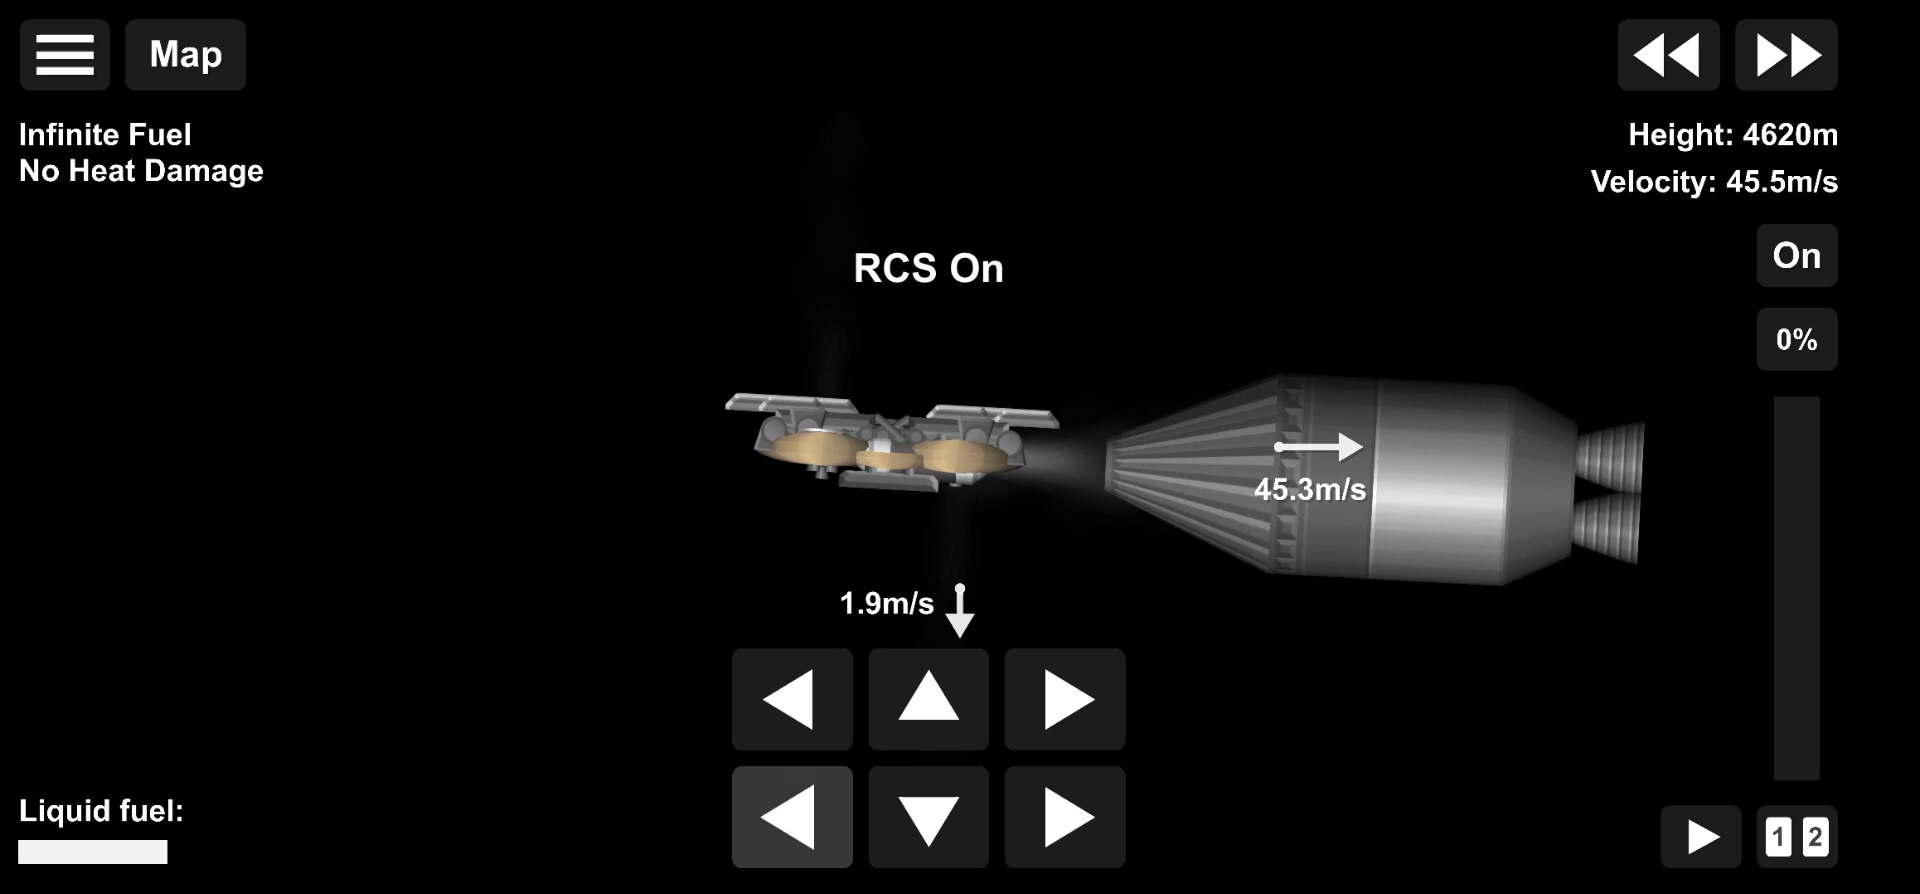 Map
Infinite Fuel
No Heat Damage
Height: 4620m
Velocity: 45.5m/s
On
0%
RCS On
45.3m/s
1.9m/s
Liquid fuel:
1 2